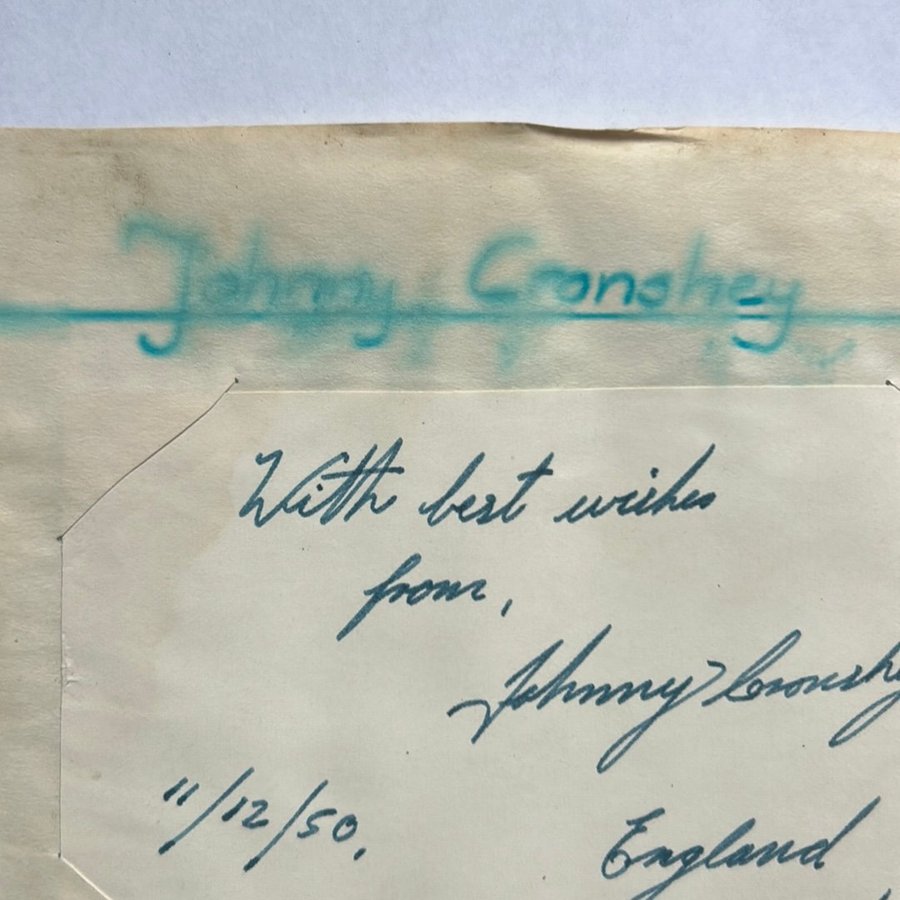 Johnny Cronshey
With best wishes
from,
Johnny Cronshey
11/12/50.
England